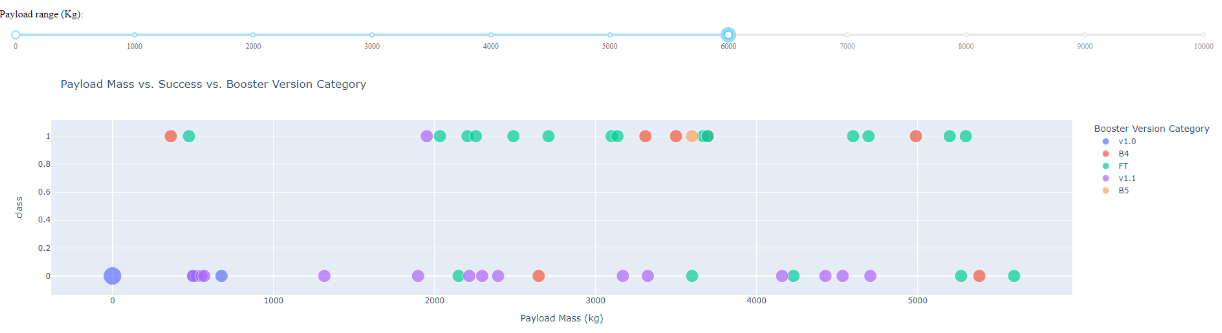 Payload range (Kg):
0 1000 2000 3000 4000 5000 6000 7000 8000 9000 10000
Payload Mass vs. Success vs. Booster Version Category
Booster Version Category
v1.0
B4
FT
v1.1
B5
class
1
0.8
0.6
0.4
0.2
0
0 1000 2000 3000 4000 5000
Payload Mass (kg)